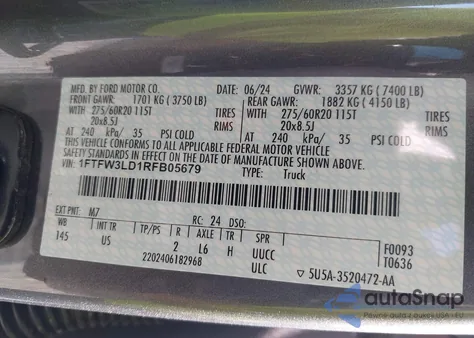 MFD. BY FORD MOTOR CO. 06/24 GVWR: 3357 KG (7400 LB)
FRONT GAWR: 1701 KG (3750 LB) REAR GAWR: 1882 KG (4150 LB)
WITH 275/60R20 115T TIRES WITH 275/60R20 115T TIRES
20x8.5J RIMS 20x8.5J RIMS
AT 240 kPa/ 35 PSI COLD AT 240 kPa/ 35 PSI COLD
THIS VEHICLE CONFORMS TO ALL APPLICABLE FEDERAL MOTOR VEHICLE
SAFETY STANDARDS IN EFFECT ON THE DATE OF MANUFACTURE SHOWN ABOVE.
VIN: 1FTFW3LD1RFB05679 TYPE: Truck
EXT PNT: M7 RC: 24 DSO:
WB INT TR TP/PS R AXLE TR SPR F0093
145 US 2 L6 H UUCC T0636
2202406182968 ULC ▽ 5U5A-3520472-AA
autoSnap
Платформа автоаукционов США